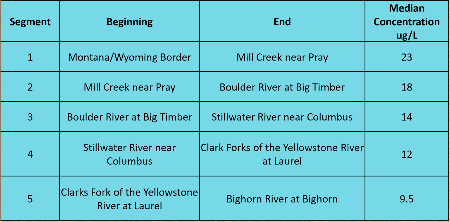 Segment Beginning End Median Concentration ug/L
1 Montana/Wyoming Border Mill Creek near Pray 23
2 Mill Creek near Pray Boulder River at Big Timber 18
3 Boulder River at Big Timber Stillwater River near Columbus 14
4 Stillwater River near Columbus Clark Forks of the Yellowstone River at Laurel 12
5 Clarks Fork of the Yellowstone River at Laurel Bighorn River at Bighorn 9.5